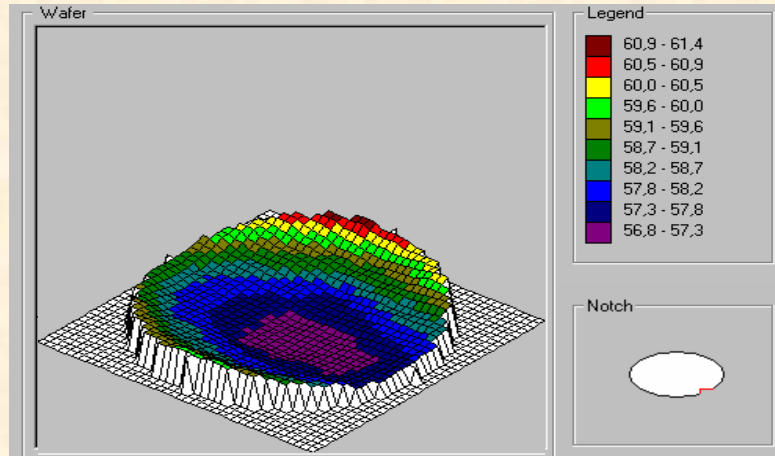 Wafer
Legend
60,9 - 61,4
60,5 - 60,9
60,0 - 60,5
59,6 - 60,0
59,1 - 59,6
58,7 - 59,1
58,2 - 58,7
57,8 - 58,2
57,3 - 57,8
56,8 - 57,3
Notch